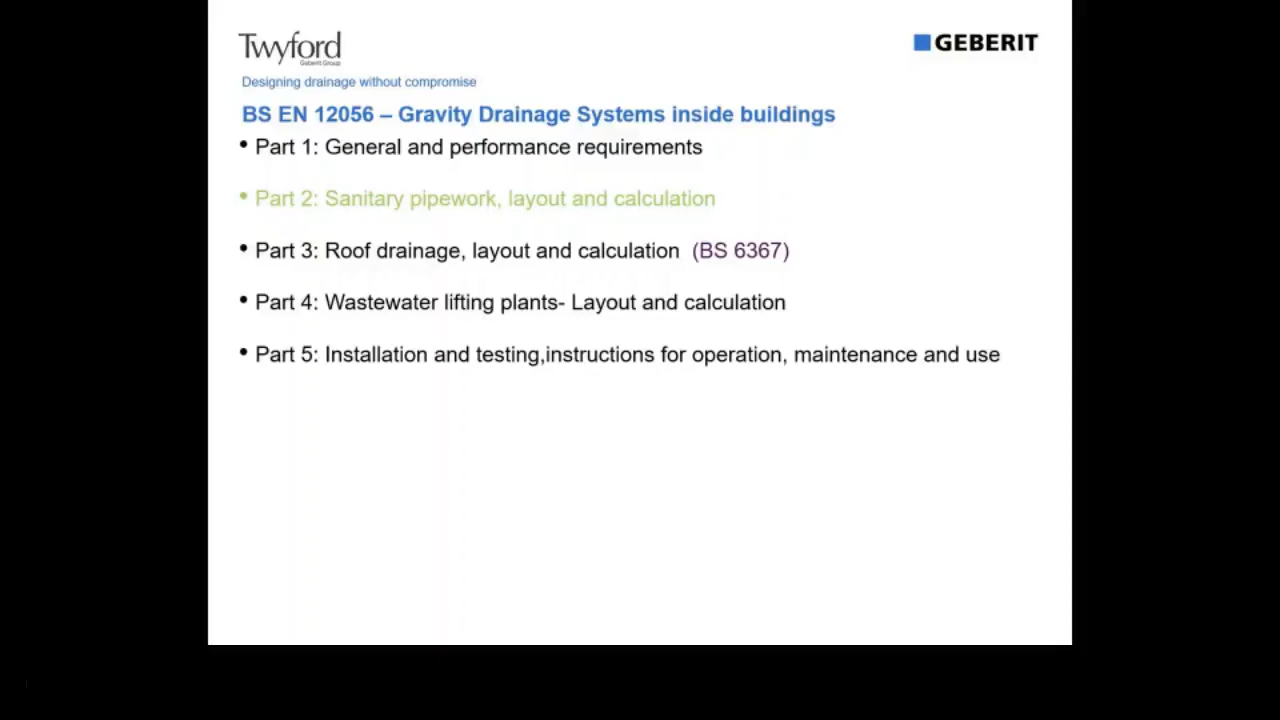 Twyford
Geberit Group
GEBERIT
Designing drainage without compromise
BS EN 12056 – Gravity Drainage Systems inside buildings
• Part 1: General and performance requirements
• Part 2: Sanitary pipework, layout and calculation
• Part 3: Roof drainage, layout and calculation (BS 6367)
• Part 4: Wastewater lifting plants- Layout and calculation
• Part 5: Installation and testing,instructions for operation, maintenance and use